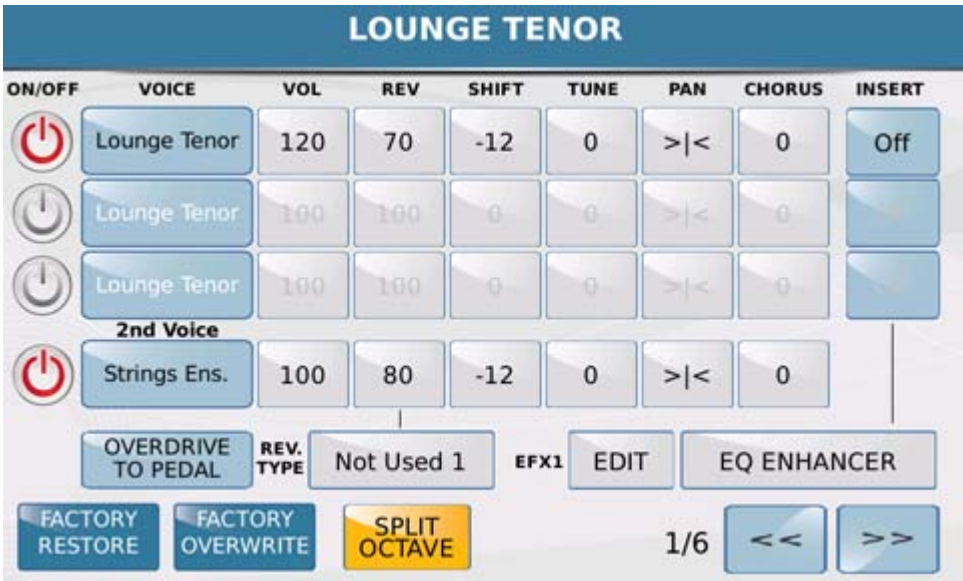 LOUNGE TENOR
ON/OFF VOICE VOL REV SHIFT TUNE PAN CHORUS INSERT
Lounge Tenor 120 70 -12 0 >|< 0 Off
Lounge Tenor 100 100 0 0 >|< 0
Lounge Tenor 100 100 0 0 >|< 0
2nd Voice
Strings Ens. 100 80 -12 0 >|< 0
OVERDRIVE
TO PEDAL
REV.
TYPE
Not Used 1
EFX1 EDIT EQ ENHANCER
FACTORY
RESTORE
FACTORY
OVERWRITE
SPLIT
OCTAVE
1/6 << >>